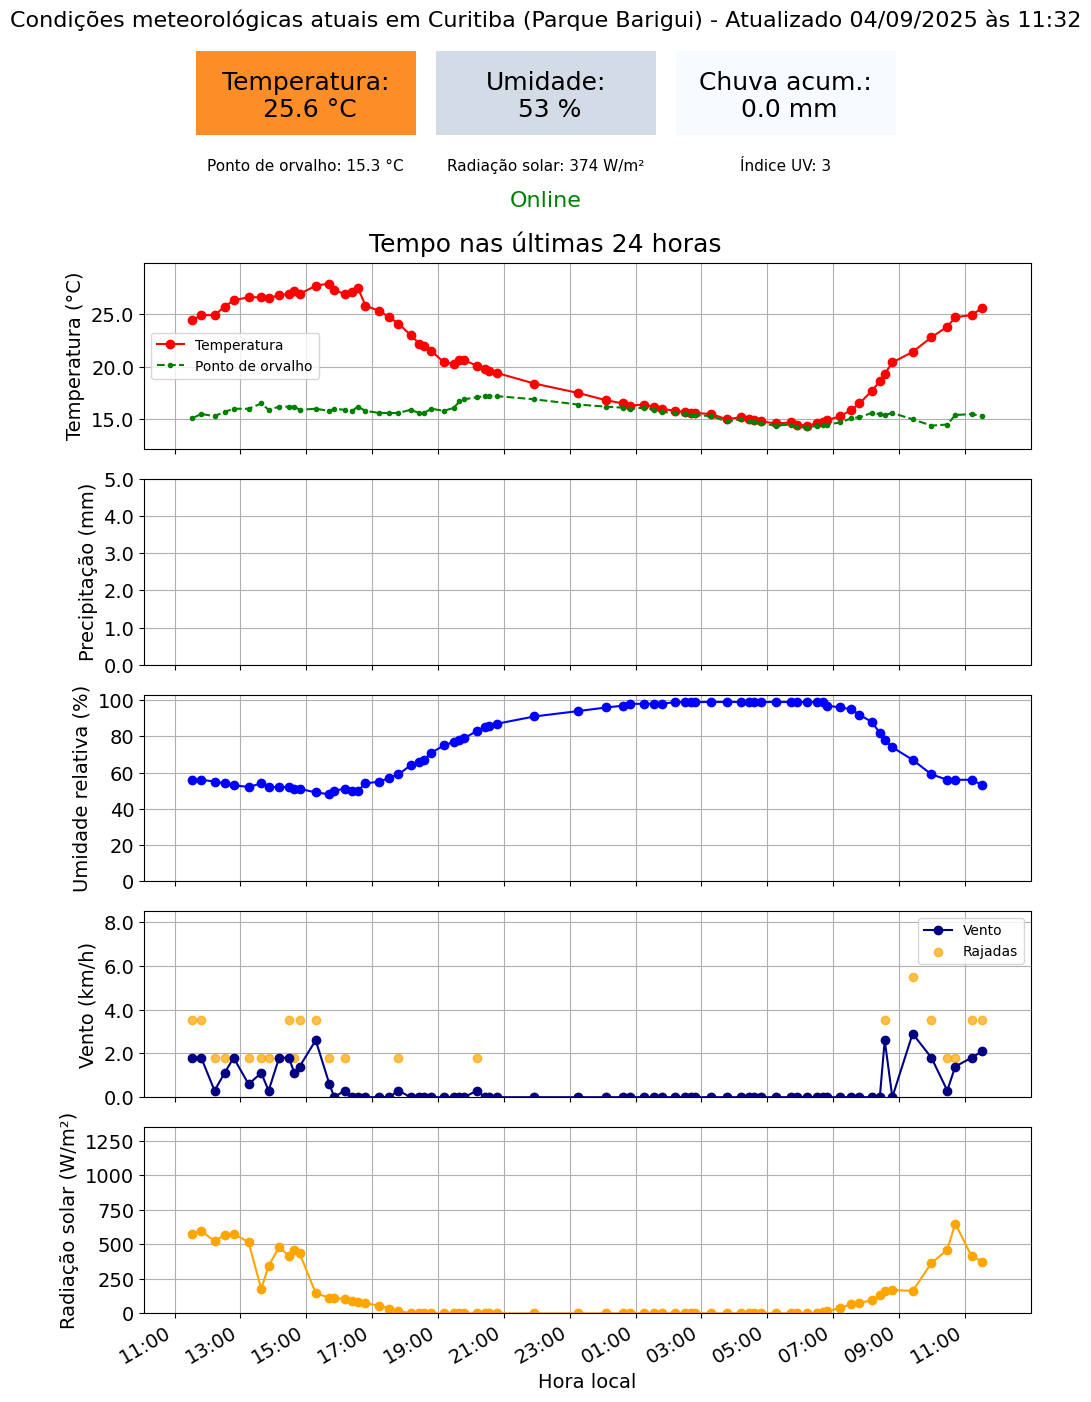 Condições meteorológicas atuais em Curitiba (Parque Barigui) - Atualizado 04/09/2025 às 11:32
Temperatura:
25.6 °C
Umidade:
53 %
Chuva acum.:
0.0 mm
Ponto de orvalho: 15.3 °C
Radiação solar: 374 W/m²
Índice UV: 3
Online
Tempo nas últimas 24 horas
Temperatura (°C)
25.0
20.0
15.0
Temperatura
Ponto de orvalho
Precipitação (mm)
5.0
4.0
3.0
2.0
1.0
0.0
Umidade relativa (%)
100
80
60
40
20
0
Vento (km/h)
8.0
6.0
4.0
2.0
0.0
Vento
Rajadas
Radiação solar (W/m²)
1250
1000
750
500
250
0
11:00
13:00
15:00
17:00
19:00
21:00
23:00
01:00
03:00
05:00
07:00
09:00
11:00
Hora local